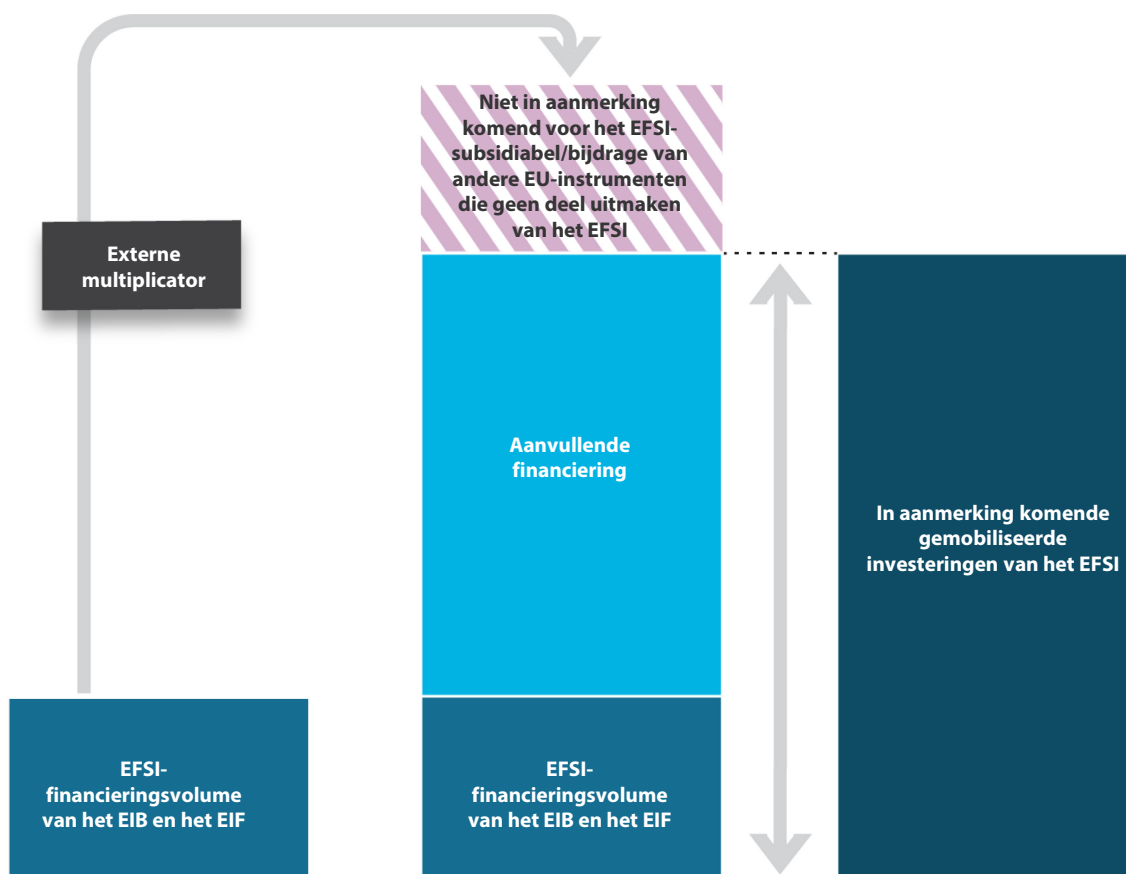 Niet in aanmerking
komend voor het EFSI-
subsidiabel/bijdrage van
andere EU-instrumenten
die geen deel uitmaken
van het EFSI
Externe
multiplicator
Aanvullende
financiering
In aanmerking komende
gemobiliseerde
investeringen van het EFSI
EFSI-
financieringsvolume
van het EIB en het EIF
EFSI-
financieringsvolume
van het EIB en het EIF